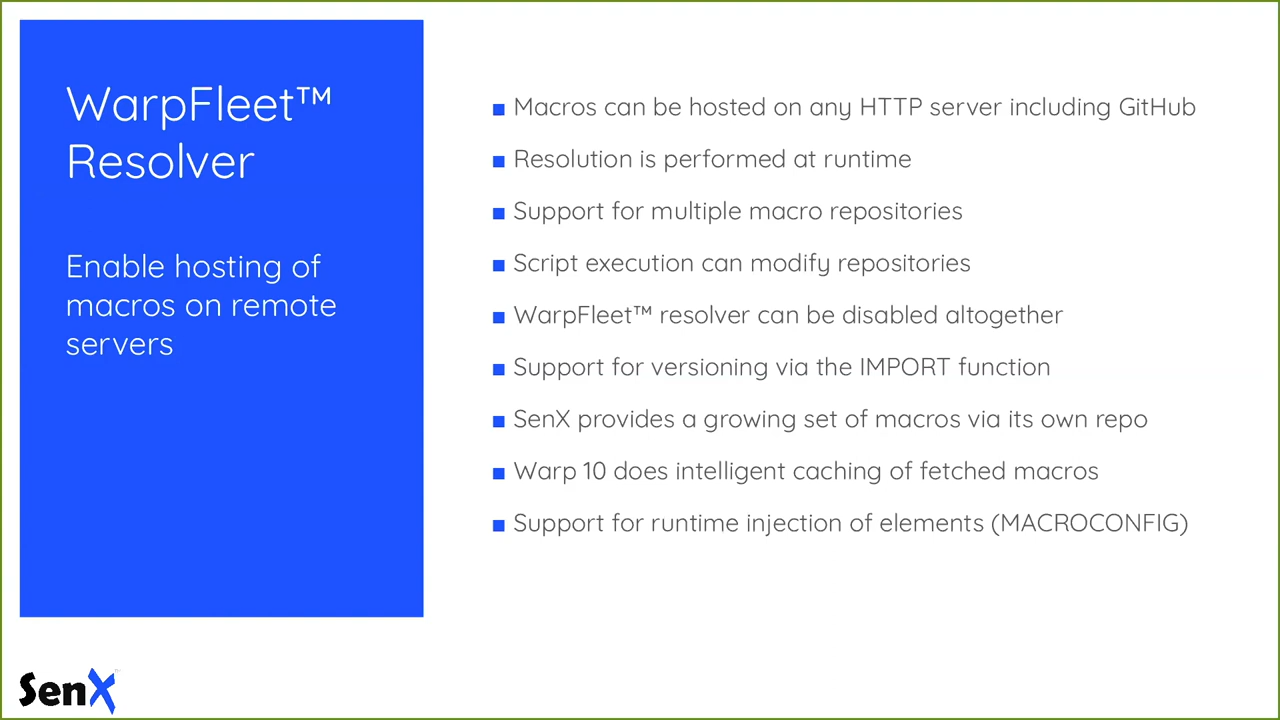 WarpFleet™
Resolver
Enable hosting of
macros on remote
servers
■ Macros can be hosted on any HTTP server including GitHub
■ Resolution is performed at runtime
■ Support for multiple macro repositories
■ Script execution can modify repositories
■ WarpFleet™ resolver can be disabled altogether
■ Support for versioning via the IMPORT function
■ SenX provides a growing set of macros via its own repo
■ Warp 10 does intelligent caching of fetched macros
■ Support for runtime injection of elements (MACROCONFIG)
SenX